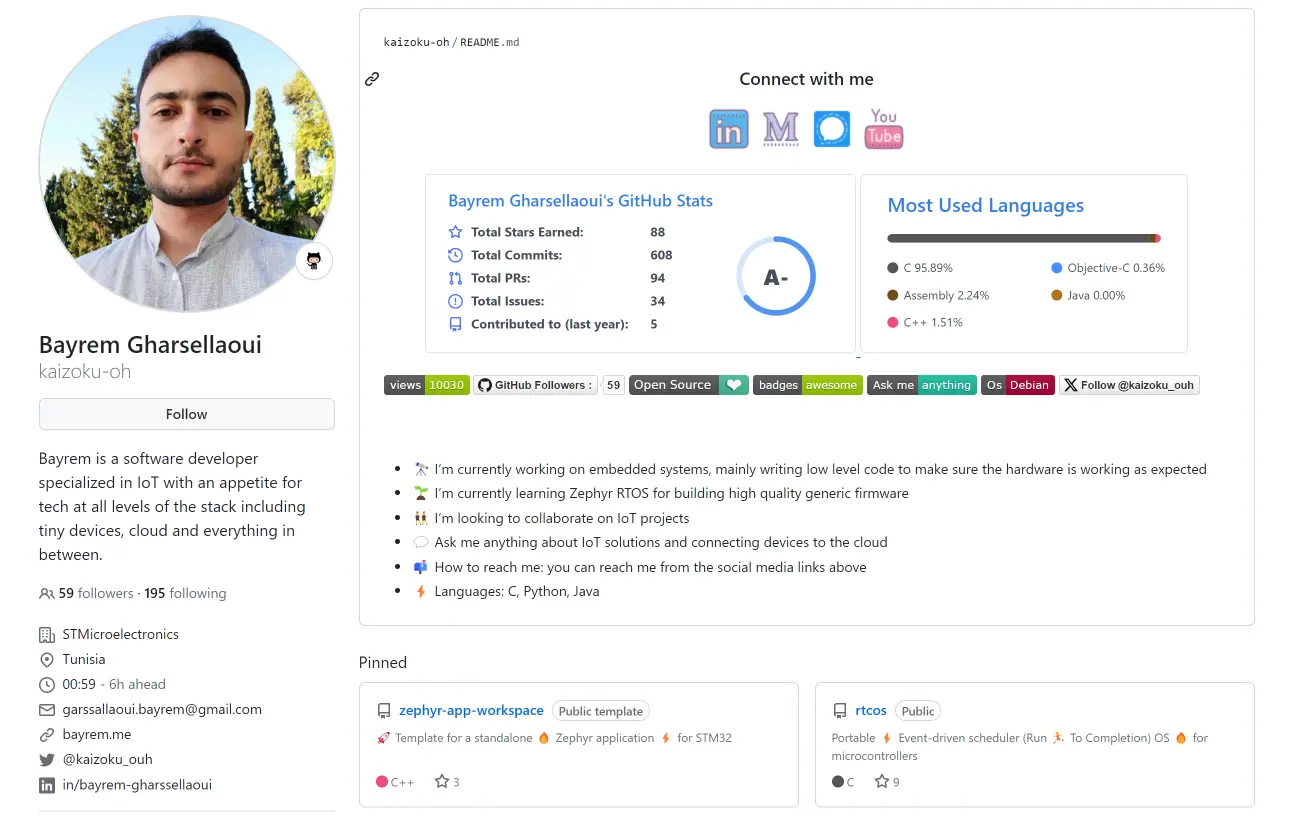 Bayrem Gharsellaoui
kaizoku-oh
Follow
Bayrem is a software developer
specialized in IoT with an appetite for
tech at all levels of the stack including
tiny devices, cloud and everything in
between.
59 followers · 195 following
STMicroelectronics
Tunisia
00:59 - 6h ahead
garssallaoui.bayrem@gmail.com
bayrem.me
@kaizoku_ouh
in/bayrem-gharssellaoui
kaizoku-oh/README.md
Connect with me
in
M
You
Tube
Bayrem Gharsellaoui's GitHub Stats
Total Stars Earned: 88
Total Commits: 608
Total PRs: 94
Total Issues: 34
Contributed to (last year): 5
A-
Most Used Languages
C 95.89%
Objective-C 0.36%
Assembly 2.24%
Java 0.00%
C++ 1.51%
views 10030 GitHub Followers : 59 Open Source badges awesome Ask me anything Os Debian Follow @kaizoku_ouh
I’m currently working on embedded systems, mainly writing low level code to make sure the hardware is working as expected
I’m currently learning Zephyr RTOS for building high quality generic firmware
I’m looking to collaborate on IoT projects
Ask me anything about IoT solutions and connecting devices to the cloud
How to reach me: you can reach me from the social media links above
Languages: C, Python, Java
Pinned
zephyr-app-workspace Public template
🚀 Template for a standalone 🔥 Zephyr application ⚡ for STM32
C++ 3
rtcos Public
Portable ⚡ Event-driven scheduler (Run 🏃 To Completion) OS 🔥 for
microcontrollers
C 9